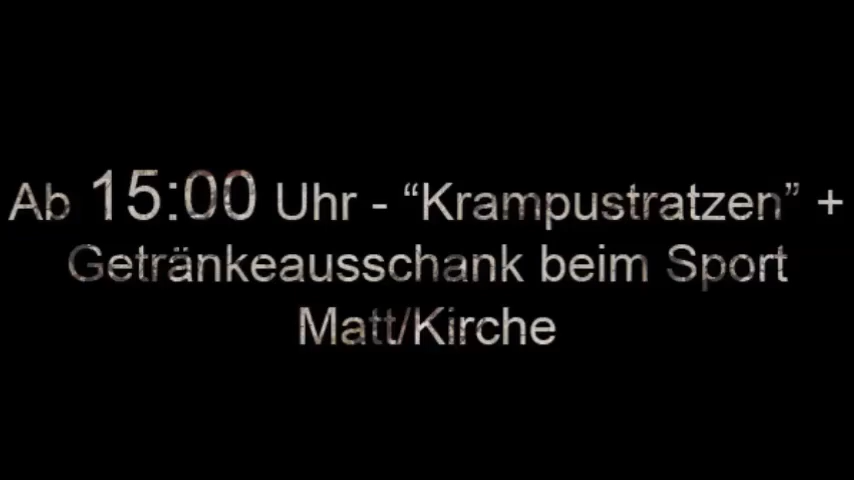 Ab 15:00 Uhr - “Krampustratzen” +
Getränkeausschank beim Sport
Matt/Kirche